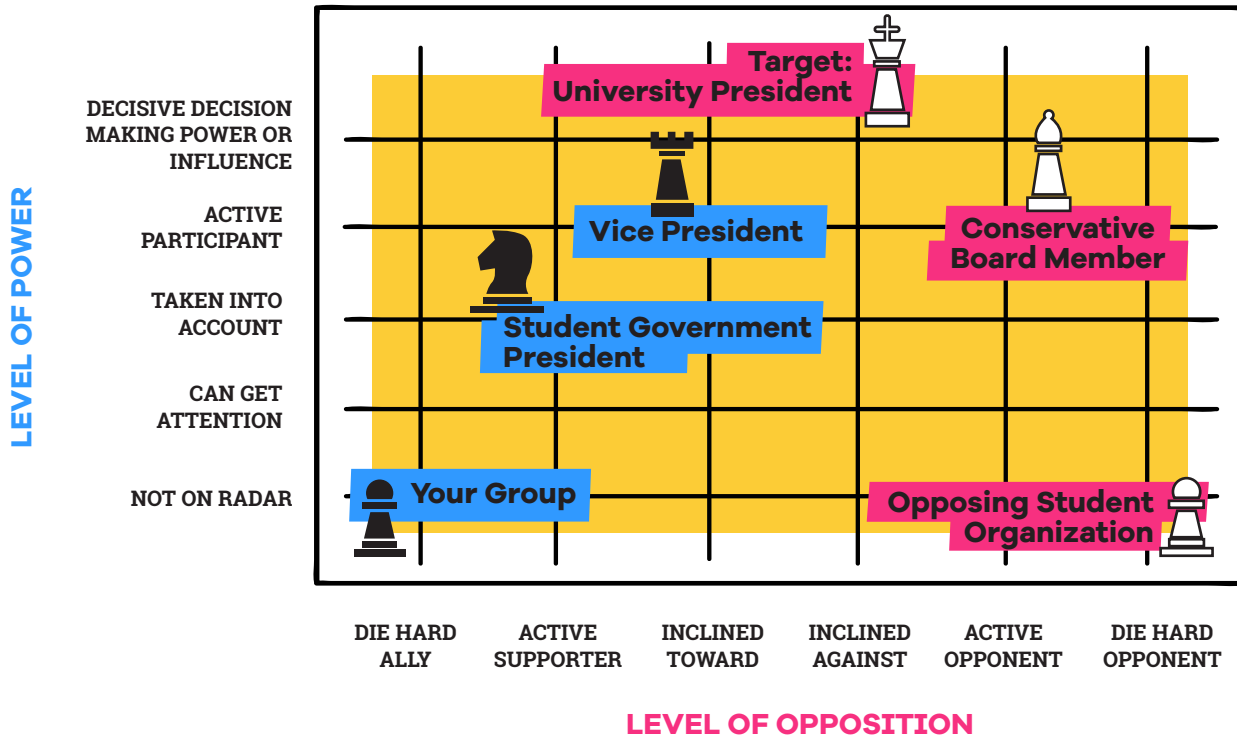 LEVEL OF POWER
DECISIVE DECISION
MAKING POWER OR
INFLUENCE
ACTIVE
PARTICIPANT
TAKEN INTO
ACCOUNT
CAN GET
ATTENTION
NOT ON RADAR
Target:
University President
Vice President
Conservative
Board Member
Student Government
President
Your Group
Opposing Student
Organization
DIE HARD
ALLY
ACTIVE
SUPPORTER
INCLINED
TOWARD
INCLINED
AGAINST
ACTIVE
OPPONENT
DIE HARD
OPPONENT
LEVEL OF OPPOSITION